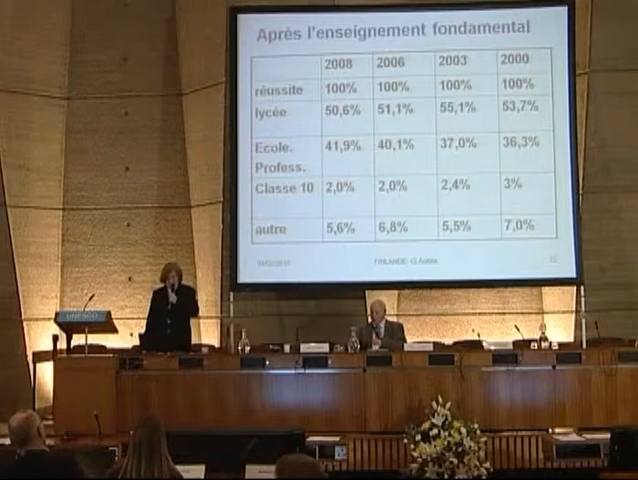 Après l'enseignement fondamental
2008 2006 2003 2000
réussite 100% 100% 100% 100%
lycée 50,6% 51,1% 55,1% 53,7%
Ecole. Profess. 41,9% 40,1% 37,0% 36,3%
Classe 10 2,0% 2,0% 2,4% 3%
autre 5,6% 6,8% 5,5% 7,0%
FINLANDE-
UNESCO